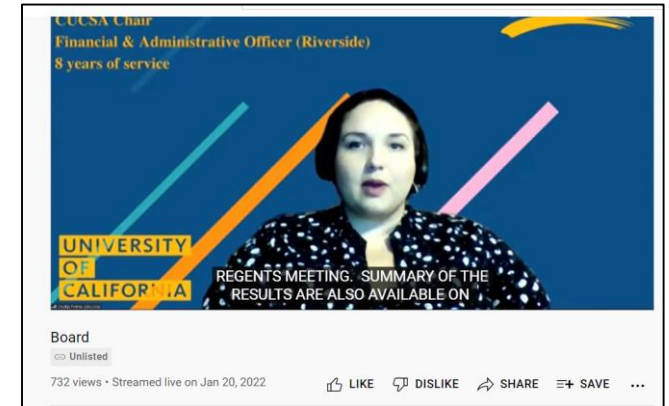 CUCSA Chair
Financial & Administrative Officer (Riverside)
8 years of service
UNIVERSITY
OF
CALIFORNIA
REGENTS MEETING. SUMMARY OF THE
RESULTS ARE ALSO AVAILABLE ON
Board
Unlisted
732 views • Streamed live on Jan 20, 2022
LIKE DISLIKE SHARE SAVE ...